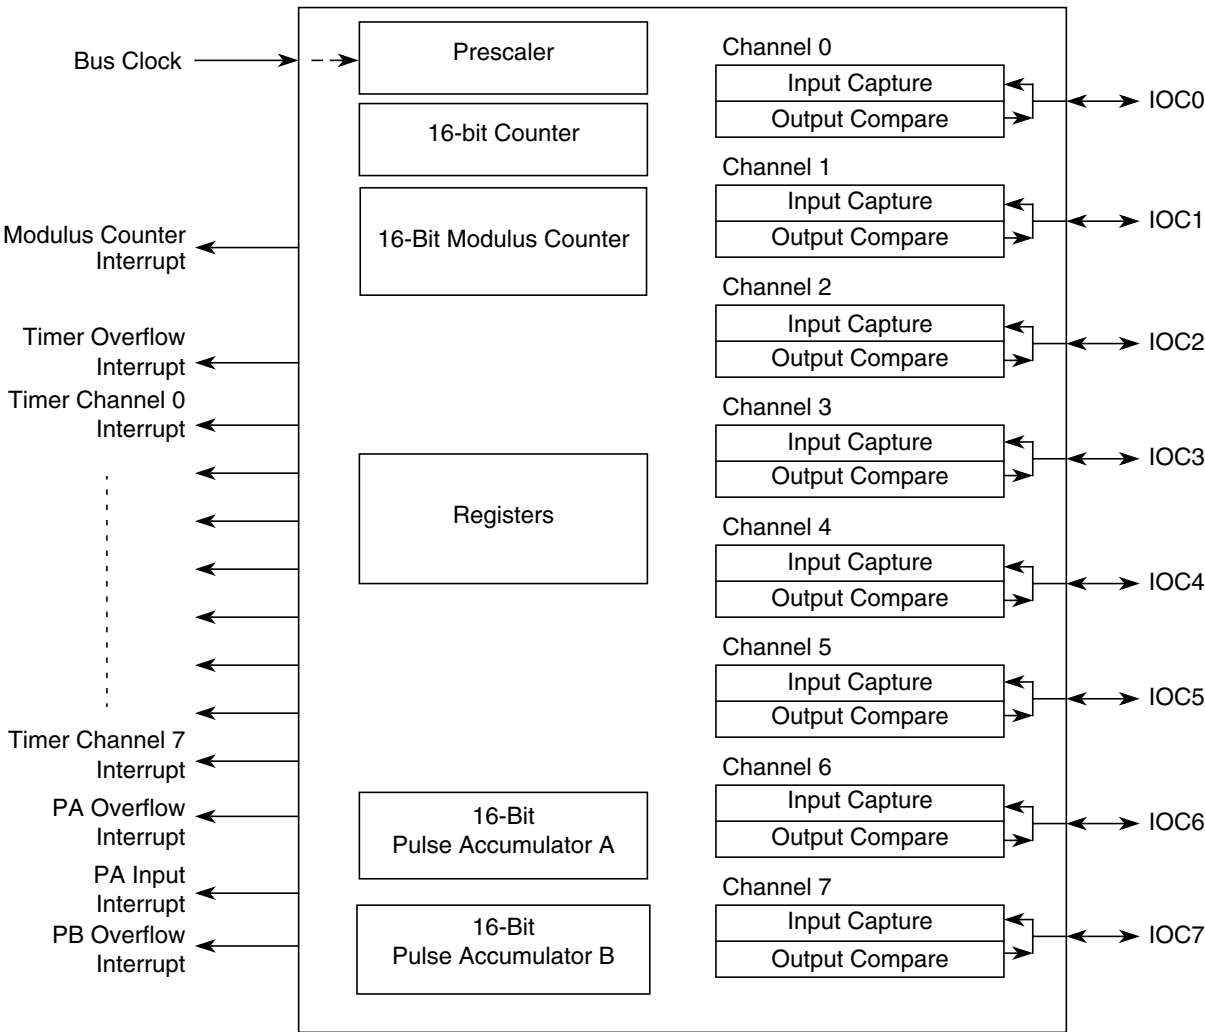 Bus Clock
Modulus Counter
Interrupt
Timer Overflow
Interrupt
Timer Channel 0
Interrupt
Timer Channel 7
Interrupt
PA Overflow
Interrupt
PA Input
Interrupt
PB Overflow
Interrupt
Prescaler
16-bit Counter
16-Bit Modulus Counter
Registers
16-Bit
Pulse Accumulator A
16-Bit
Pulse Accumulator B
Channel 0
Input Capture
Output Compare
IOC0
Channel 1
Input Capture
Output Compare
IOC1
Channel 2
Input Capture
Output Compare
IOC2
Channel 3
Input Capture
Output Compare
IOC3
Channel 4
Input Capture
Output Compare
IOC4
Channel 5
Input Capture
Output Compare
IOC5
Channel 6
Input Capture
Output Compare
IOC6
Channel 7
Input Capture
Output Compare
IOC7